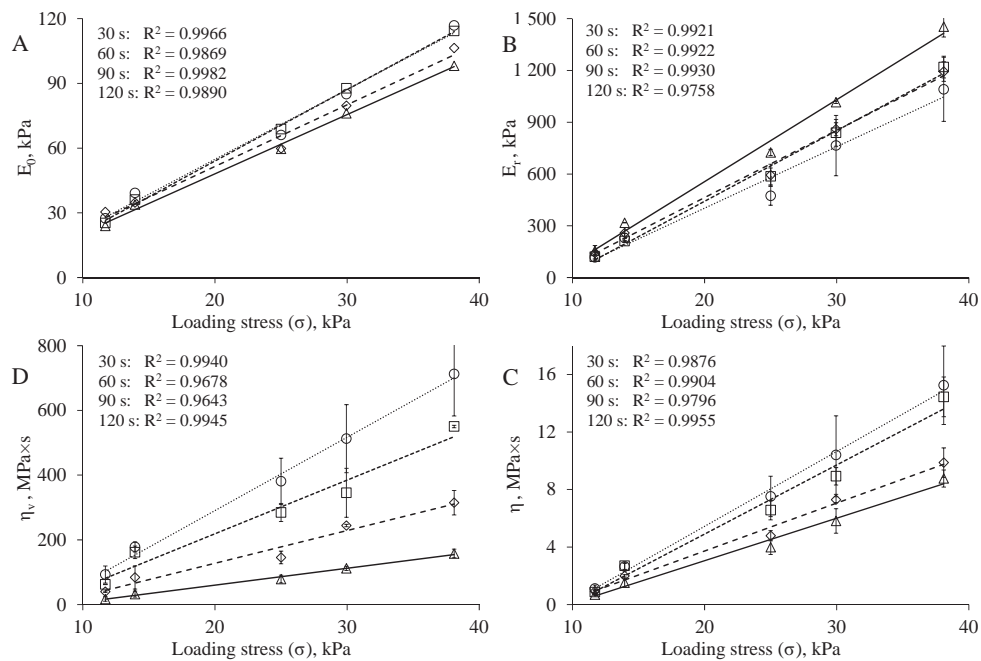 A
30 s: R² = 0.9966
60 s: R² = 0.9869
90 s: R² = 0.9982
120 s: R² = 0.9890
E₀, kPa
120
90
60
30
0
10 20 30 40
Loading stress (σ), kPa
B
30 s: R² = 0.9921
60 s: R² = 0.9922
90 s: R² = 0.9930
120 s: R² = 0.9758
Eᵣ, kPa
1 500
1 200
900
600
300
0
10 20 30 40
Loading stress (σ), kPa
D
30 s: R² = 0.9940
60 s: R² = 0.9678
90 s: R² = 0.9643
120 s: R² = 0.9945
ηᵥ, MPa×s
800
600
400
200
0
10 20 30 40
Loading stress (σ), kPa
C
30 s: R² = 0.9876
60 s: R² = 0.9904
90 s: R² = 0.9796
120 s: R² = 0.9955
η, MPa×s
16
12
8
4
0
10 20 30 40
Loading stress (σ), kPa